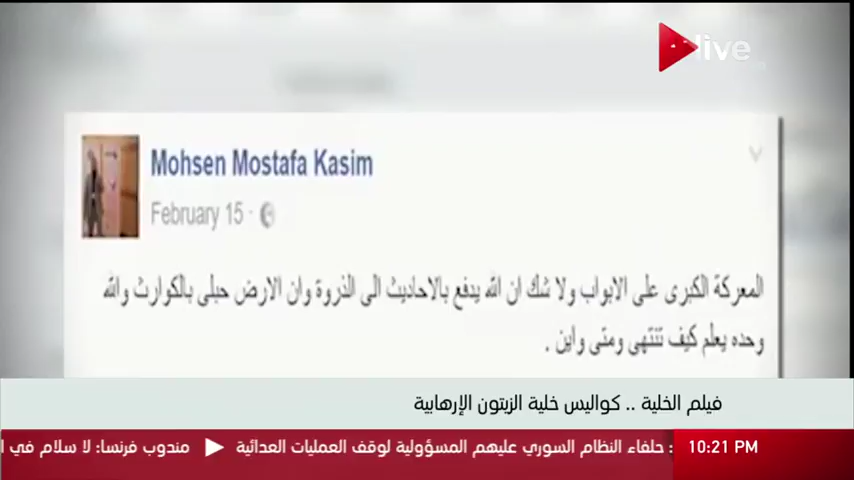 live
Mohsen Mostafa Kasim
February 15 ·
المعركة الكبرى على الابواب ولا شك ان الله يدفع بالاحاديث الى الذروة وان الارض حبلى بالكوارث والله
وحده يعلم كيف تنتهى ومتى واين .
فيلم الخلية .. كواليس خلية الزيتون الإرهابية
: حلفاء النظام السوري عليهم المسؤولية لوقف العمليات العدائية ◀ مندوب فرنسا: لا سلام في
10:21 PM